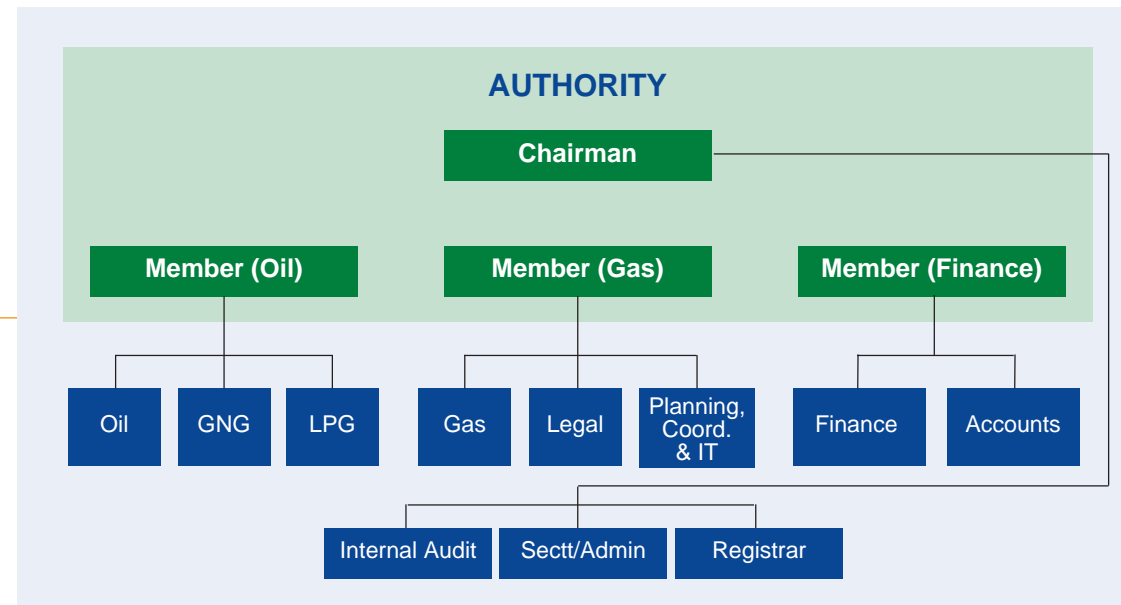 AUTHORITY
Chairman
Member (Oil)
Member (Gas)
Member (Finance)
Oil
GNG
LPG
Gas
Legal
Planning,
Coord.
& IT
Finance
Accounts
Internal Audit
Sectt/Admin
Registrar